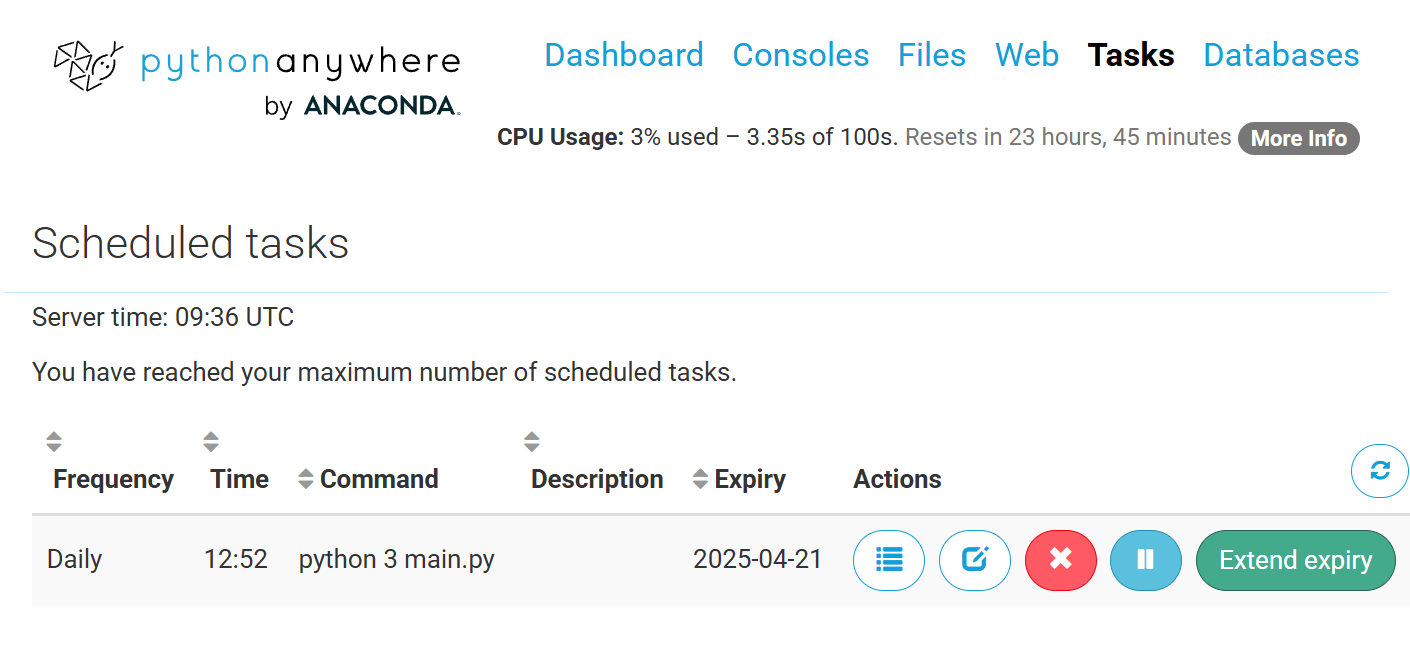 pythonanywhere
by ANACONDA.
Dashboard Consoles Files Web Tasks Databases
CPU Usage: 3% used – 3.35s of 100s. Resets in 23 hours, 45 minutes More Info
Scheduled tasks
Server time: 09:36 UTC
You have reached your maximum number of scheduled tasks.
Frequency Time Command Description Expiry Actions
Daily 12:52 python 3 main.py 2025-04-21 Extend expiry